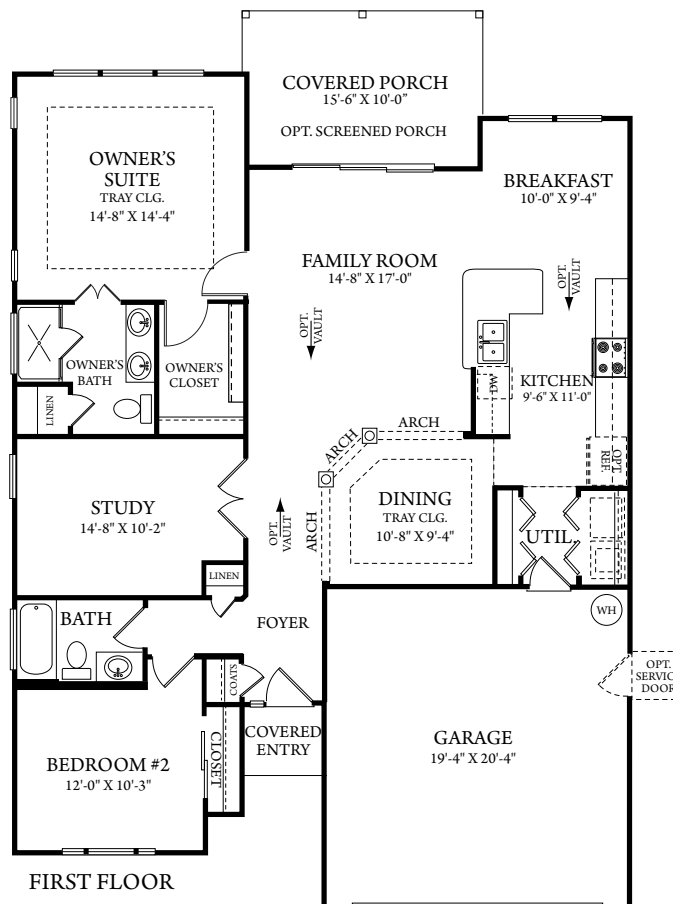 COVERED PORCH
15'-6" X 10'-0"
OPT. SCREENED PORCH
OWNER'S
SUITE
TRAY CLG.
14'-8" X 14'-4"
BREAKFAST
10'-0" X 9'-4"
FAMILY ROOM
14'-8" X 17'-0"
OPT.
VAULT
OPT.
VAULT
OWNER'S
BATH
OWNER'S
CLOSET
LINEN
DW
KITCHEN
9'-6" X 11'-0"
ARCH
ARCH
OPT.
REF.
STUDY
14'-8" X 10'-2"
OPT.
VAULT
ARCH
DINING
TRAY CLG.
10'-8" X 9'-4"
UTIL.
LINEN
BATH
FOYER
WH
COATS
OPT.
SERVICE
DOOR
COVERED
ENTRY
GARAGE
19'-4" X 20'-4"
BEDROOM #2
12'-0" X 10'-3"
CLOSET
FIRST FLOOR